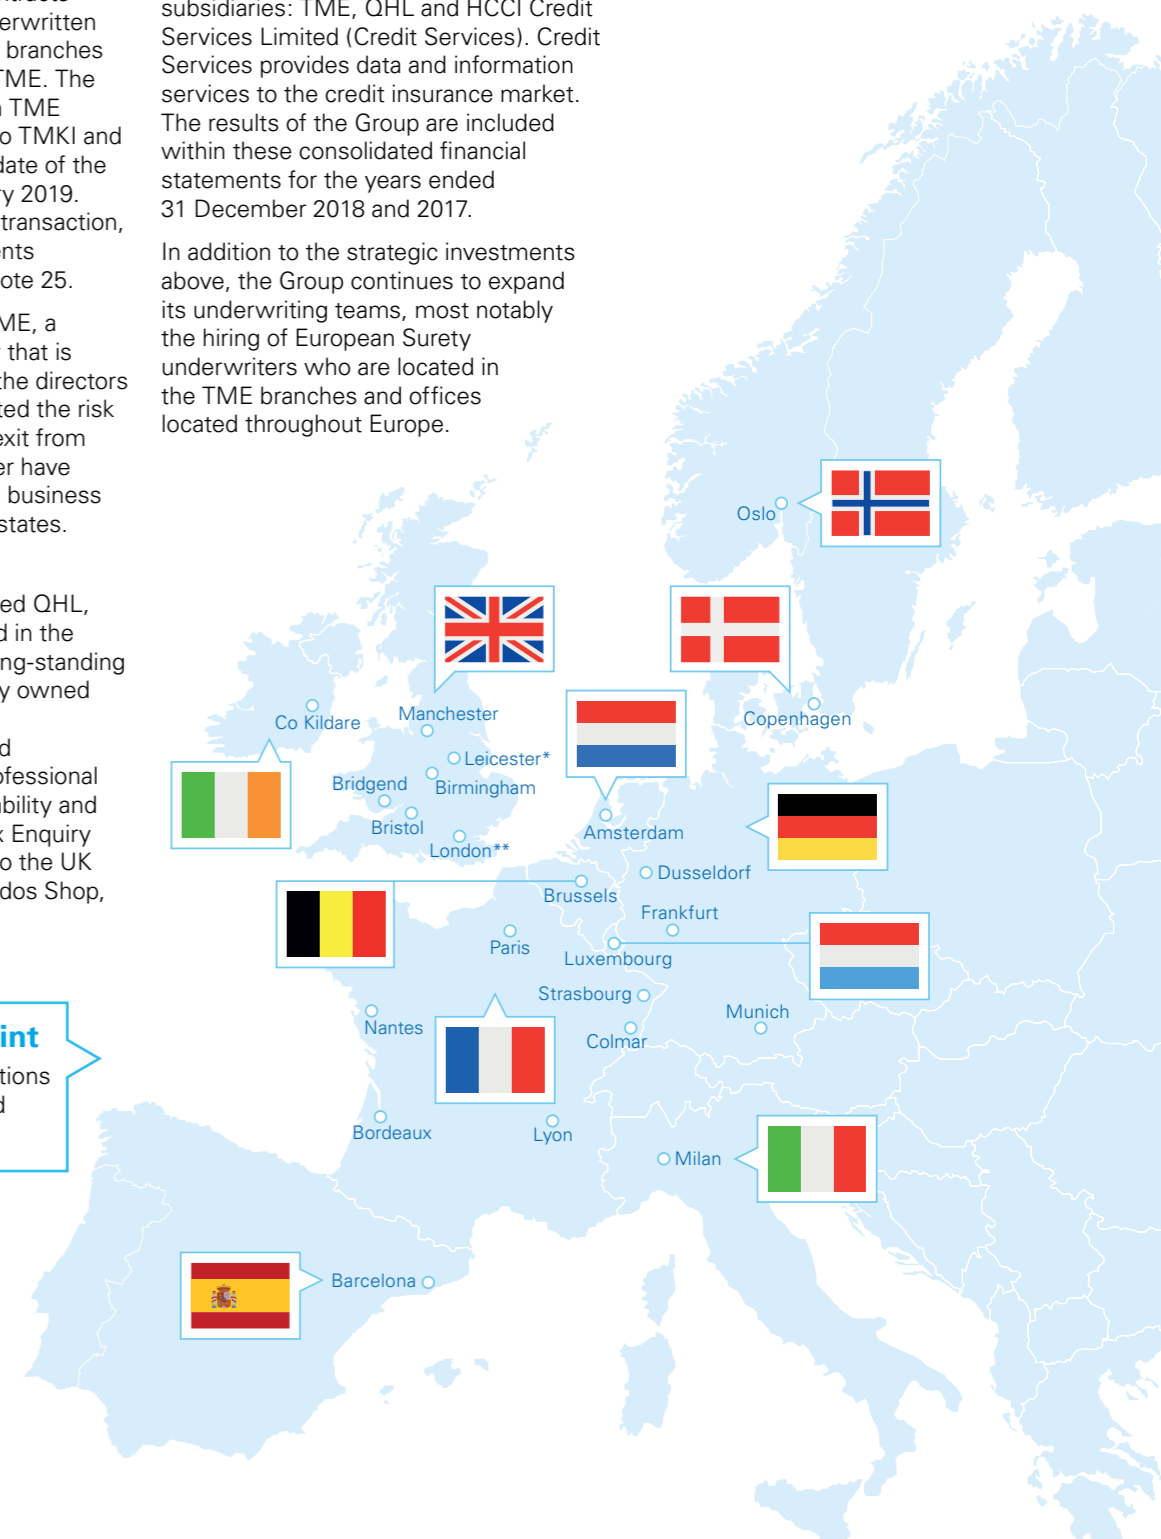 erwritten
branches
TME. The
TME
o TMKI and
date of the
ry 2019.
transaction,
ents
ote 25.
ME, a
that is
the directors
ted the risk
exit from
er have
business
states.
ed QHL,
d in the
ng-standing
y owned
d
ofessional
ability and
x Enquiry
o the UK
dos Shop,
int
tions
d
subsidiaries: TME, QHL and HCCI Credit
Services Limited (Credit Services). Credit
Services provides data and information
services to the credit insurance market.
The results of the Group are included
within these consolidated financial
statements for the years ended
31 December 2018 and 2017.
In addition to the strategic investments
above, the Group continues to expand
its underwriting teams, most notably
the hiring of European Surety
underwriters who are located in
the TME branches and offices
located throughout Europe.
Oslo
Co Kildare
Manchester
Copenhagen
Leicester*
Bridgend
Birmingham
Bristol
Amsterdam
London**
Dusseldorf
Brussels
Frankfurt
Paris
Luxembourg
Strasbourg
Munich
Nantes
Colmar
Bordeaux
Lyon
Milan
Barcelona